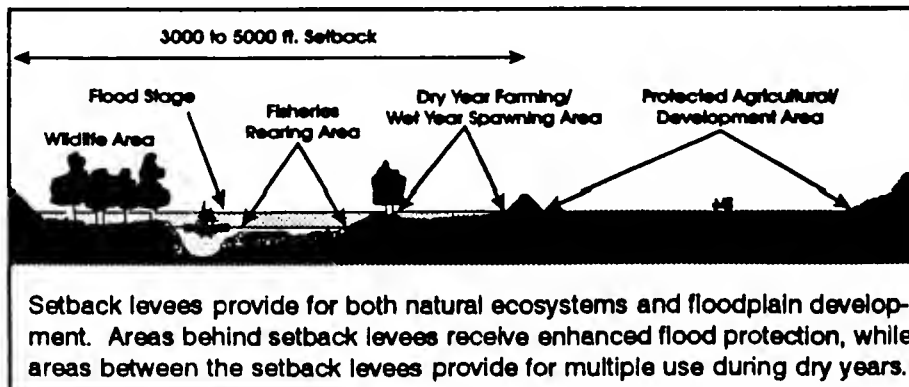 3000 to 5000 ft. Setback
Flood Stage
Wildlife Area
Fisheries
Rearing Area
Dry Year Farming/
Wet Year Spawning Area
Protected Agricultural/
Development Area
Setback levees provide for both natural ecosystems and floodplain develop-
ment. Areas behind setback levees receive enhanced flood protection, while
areas between the setback levees provide for multiple use during dry years.